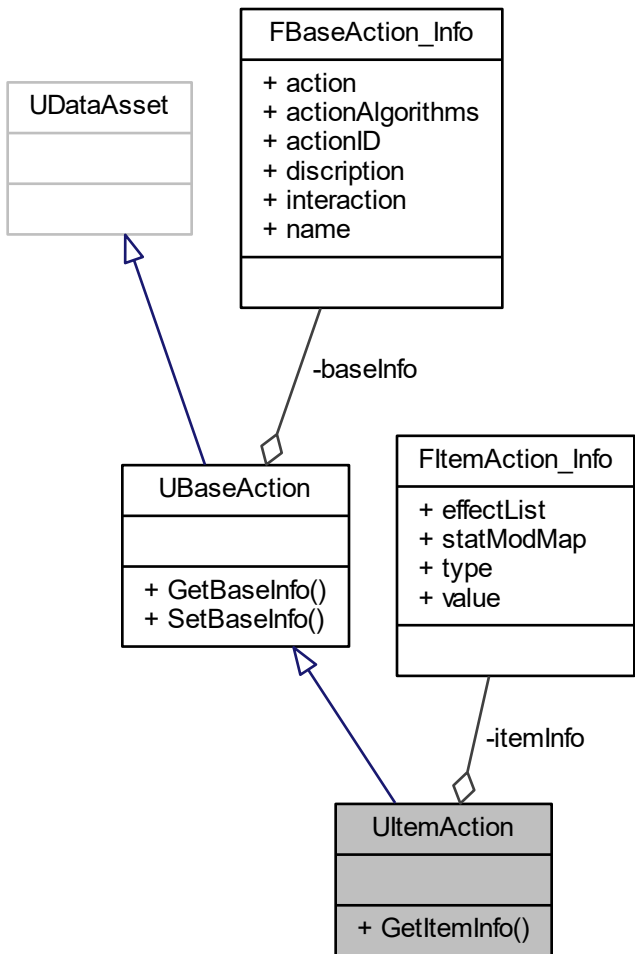 FBaseAction_Info
+ action
+ actionAlgorithms
+ actionID
+ discription
+ interaction
+ name
UDataAsset
-baseInfo
UBaseAction
+ GetBaseInfo()
+ SetBaseInfo()
FItemAction_Info
+ effectList
+ statModMap
+ type
+ value
-itemInfo
UItemAction
+ GetItemInfo()